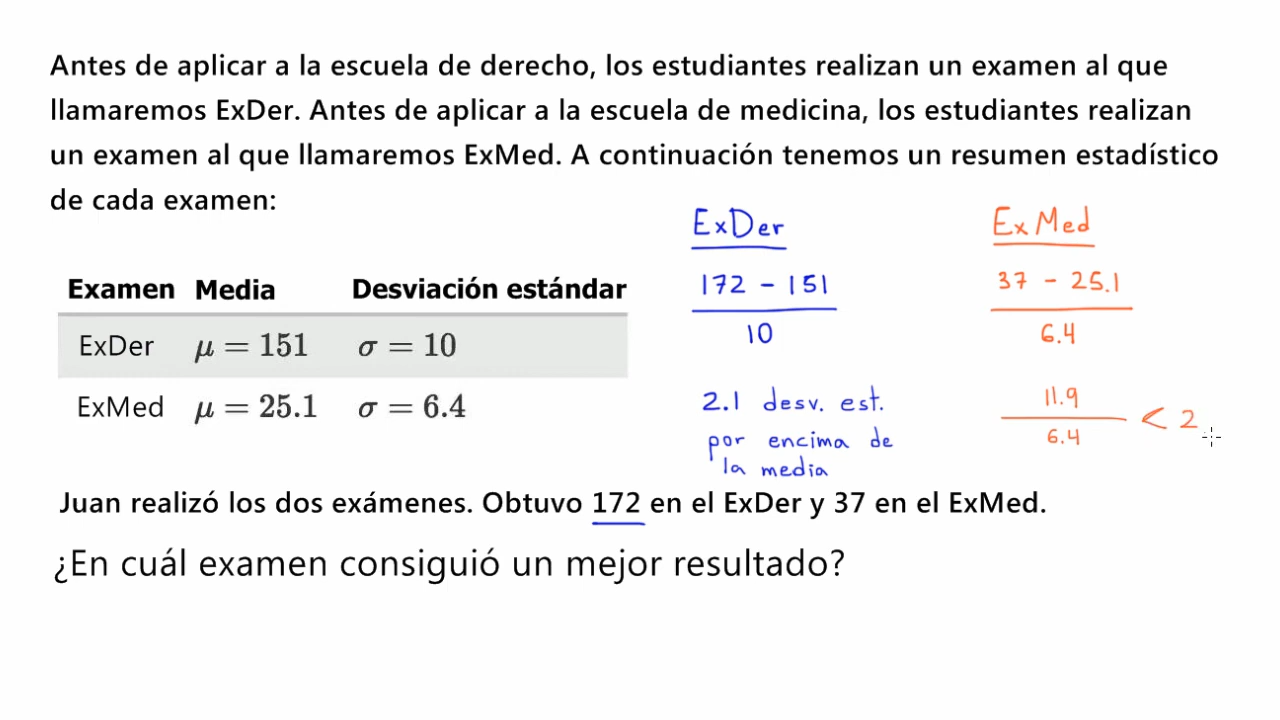 Antes de aplicar a la escuela de derecho, los estudiantes realizan un examen al que
llamaremos ExDer. Antes de aplicar a la escuela de medicina, los estudiantes realizan
un examen al que llamaremos ExMed. A continuación tenemos un resumen estadístico
de cada examen:
Examen Media Desviación estándar
ExDer μ = 151 σ = 10
ExMed μ = 25.1 σ = 6.4
ExDer
172 - 151
10
2.1 desv. est.
por encima de
la media
ExMed
37 - 25.1
6.4
11.9
6.4
< 2
Juan realizó los dos exámenes. Obtuvo 172 en el ExDer y 37 en el ExMed.
¿En cuál examen consiguió un mejor resultado?